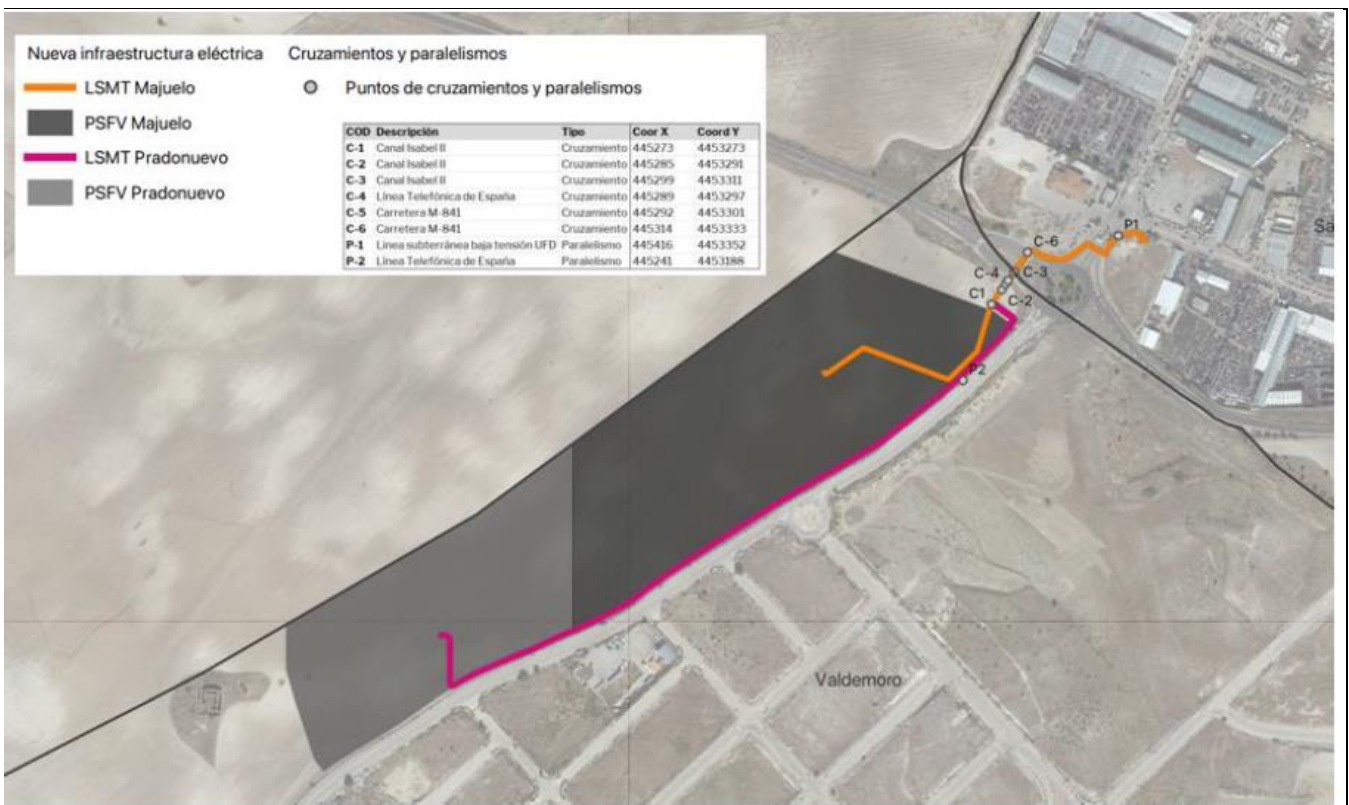 Nueva infraestructura eléctrica
LSMT Majuelo
PSFV Majuelo
LSMT Pradonuevo
PSFV Pradonuevo
Cruzamientos y paralelismos
Puntos de cruzamientos y paralelismos
COD Descripción Tipo Coor X Coord Y
C-1 Canal Isabel II Cruzamiento 445273 4453273
C-2 Canal Isabel II Cruzamiento 445285 4453291
C-3 Canal Isabel II Cruzamiento 445299 4453311
C-4 Línea Telefónica de España Cruzamiento 445289 4453297
C-5 Carretera M-841 Cruzamiento 445292 4453301
C-6 Carretera M-841 Cruzamiento 445314 4453333
P-1 Linea subterránea baja tensión UFD Paralelismo 445416 4453352
P-2 Línea Telefónica de España Paralelismo 445241 4453188
P1
Sa
C-6
C-4
C-3
C1
C-2
P2
Valdemoro